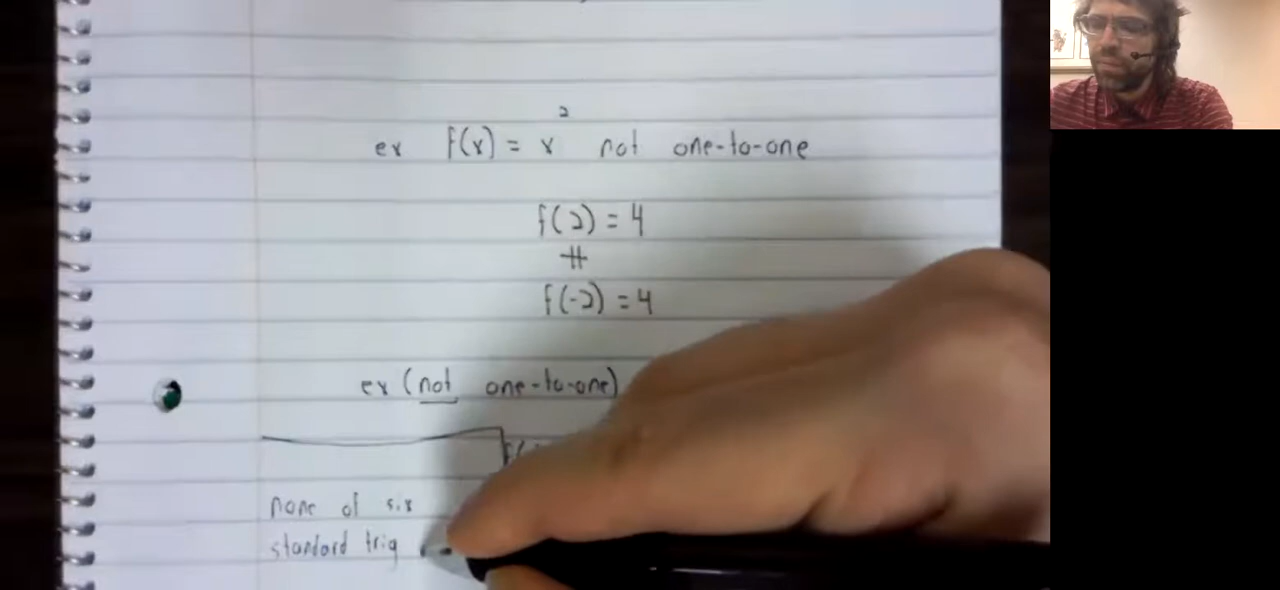 ex f(x) = x² not one-to-one
f(2) = 4
#
f(-2) = 4
ex (not one-to-one)
none of six
standard trig